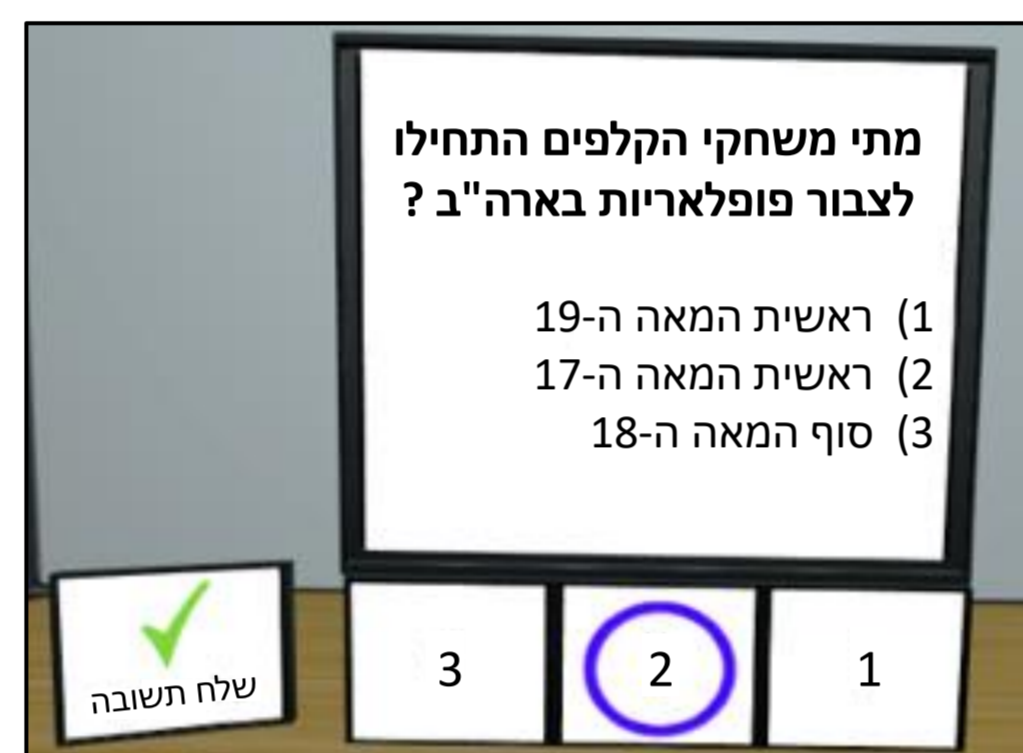 מתי משחקי הקלפים התחילו
לצבור פופלאריות בארה"ב ?
1) ראשית המאה ה-19
2) ראשית המאה ה-17
3) סוף המאה ה-18
שלח תשובה
3
2
1